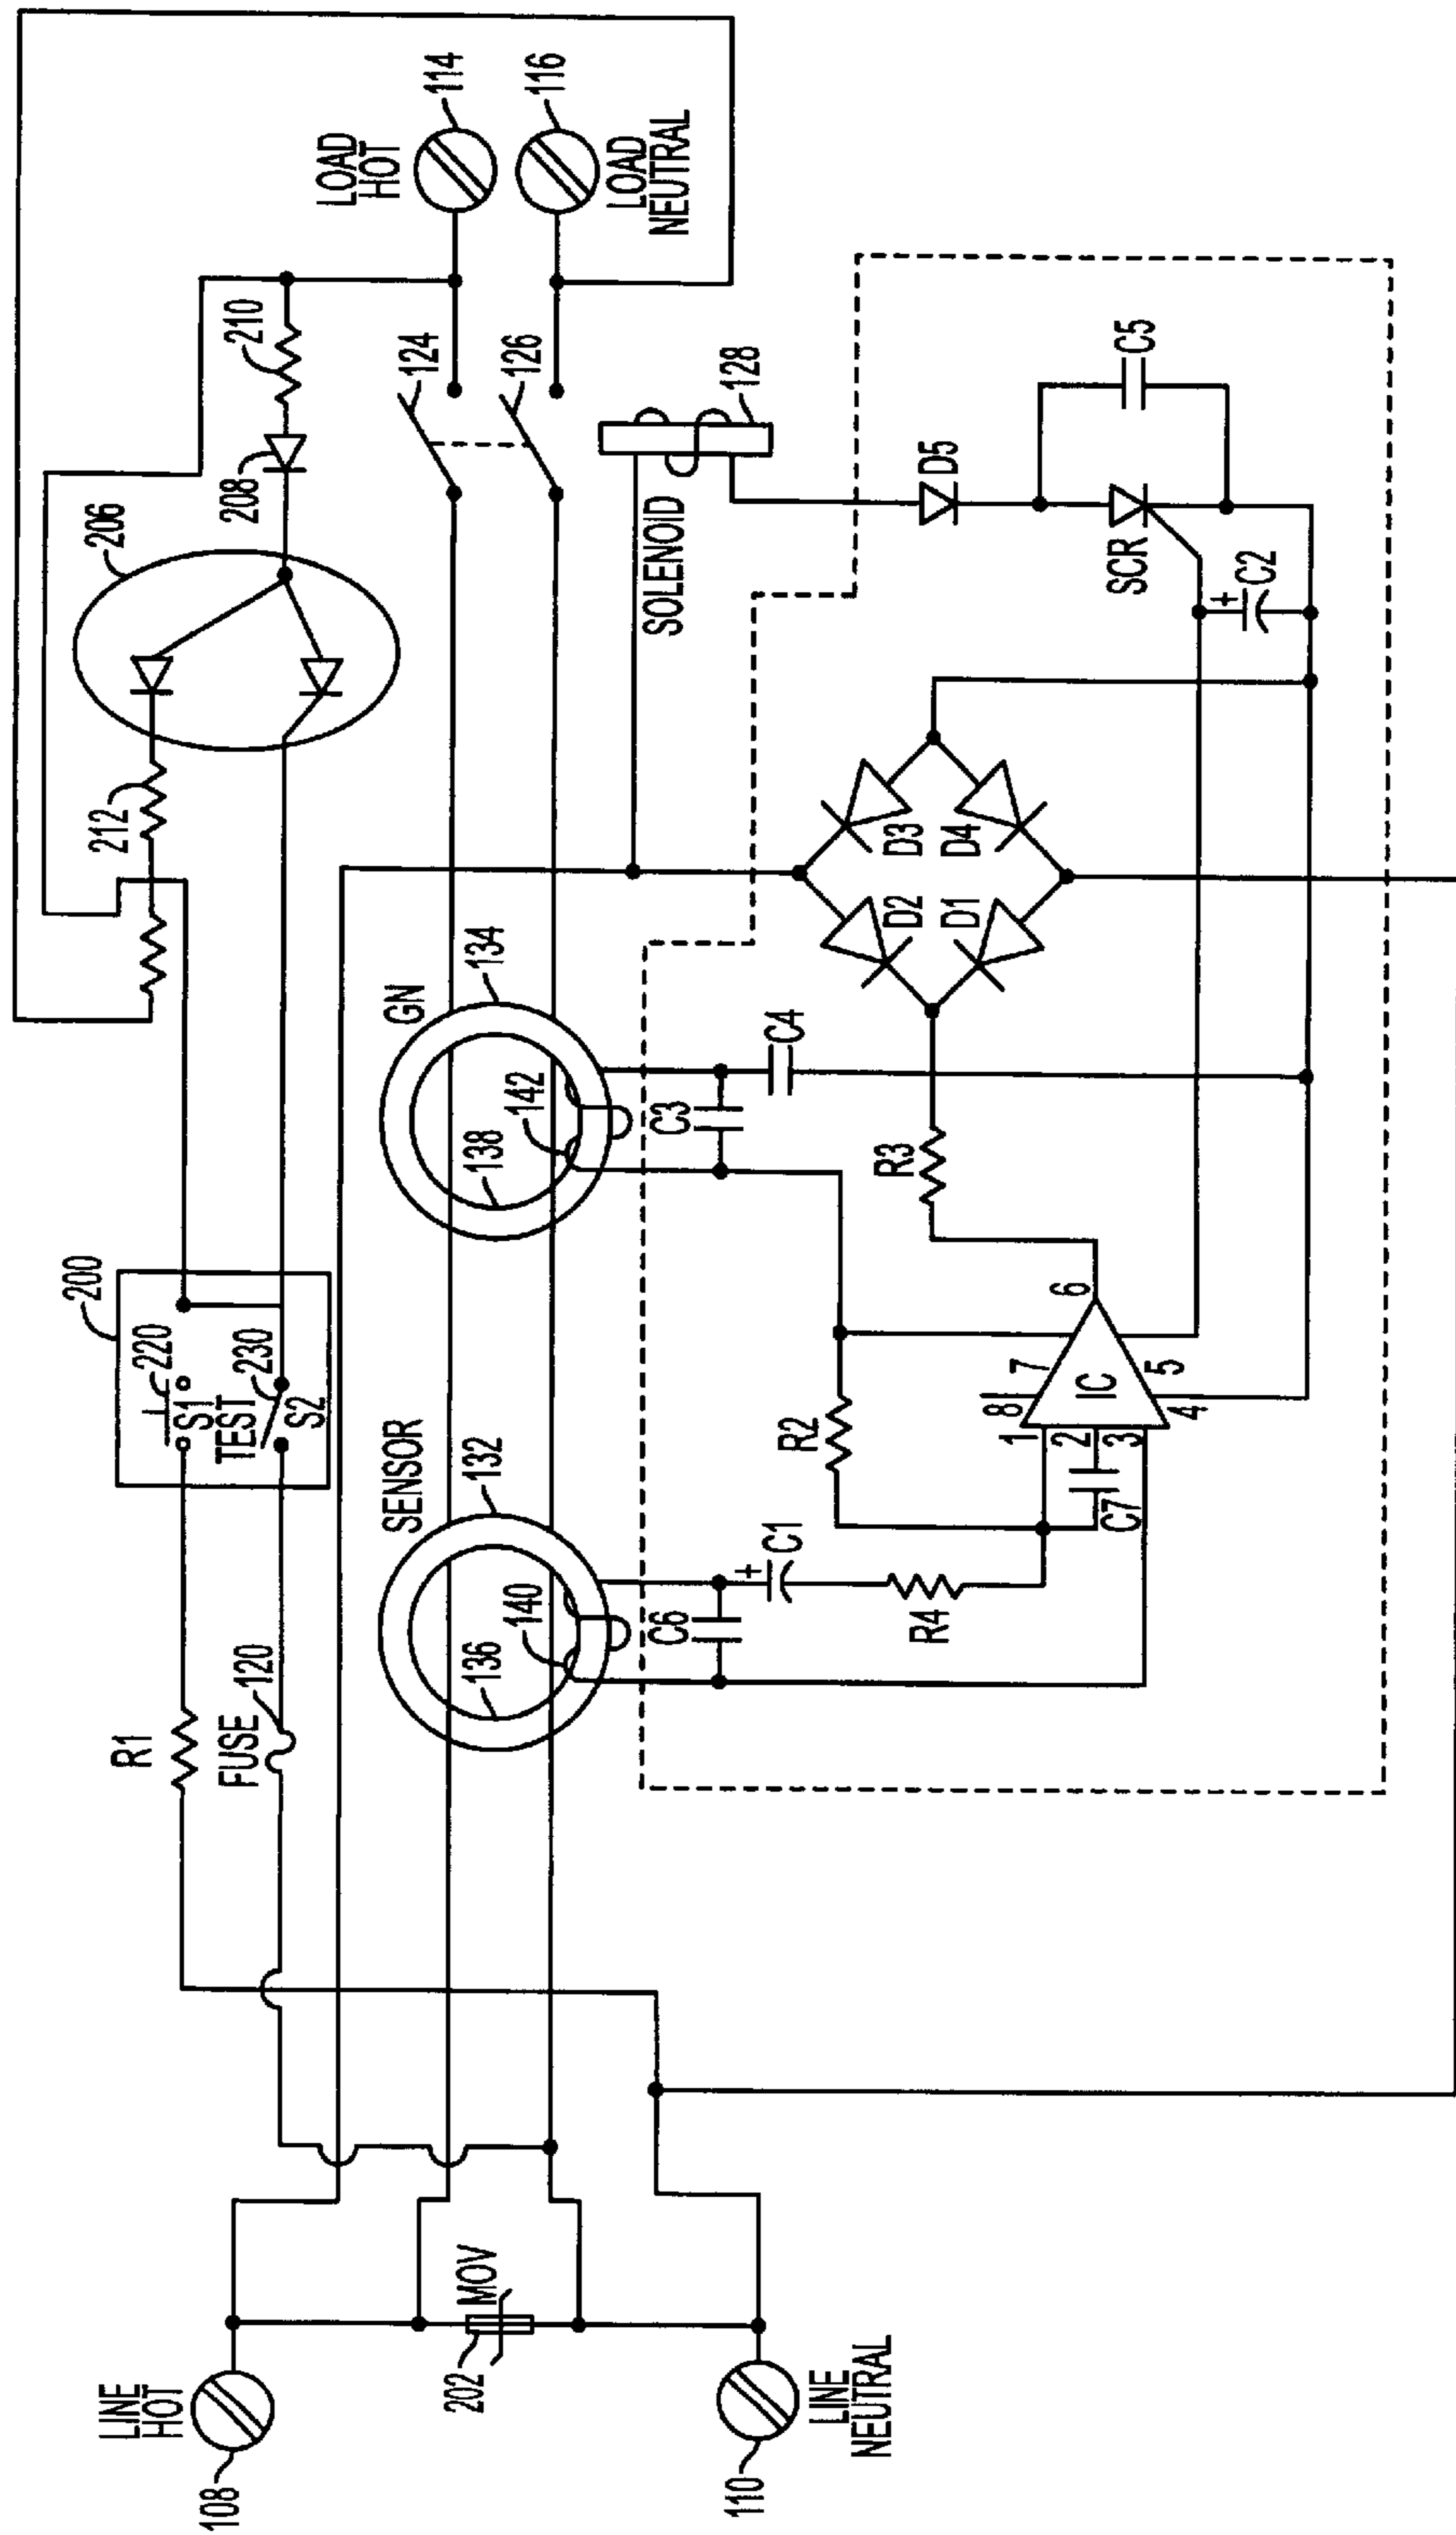 LINE
HOT
108
202
MOV
110
LINE
NEUTRAL
R1
FUSE
120
200
220
S1
TEST
230
S2
212
206
208
210
LOAD
HOT
114
116
LOAD
NEUTRAL
124
126
SENSOR
132
136
140
GN
134
138
142
SOLENOID
128
C6
+
C1
R4
R2
C3
C4
R3
D2
D3
D1
D4
D5
C5
SCR
+
C2
IC
1
2
3
4
5
6
7
8
C7